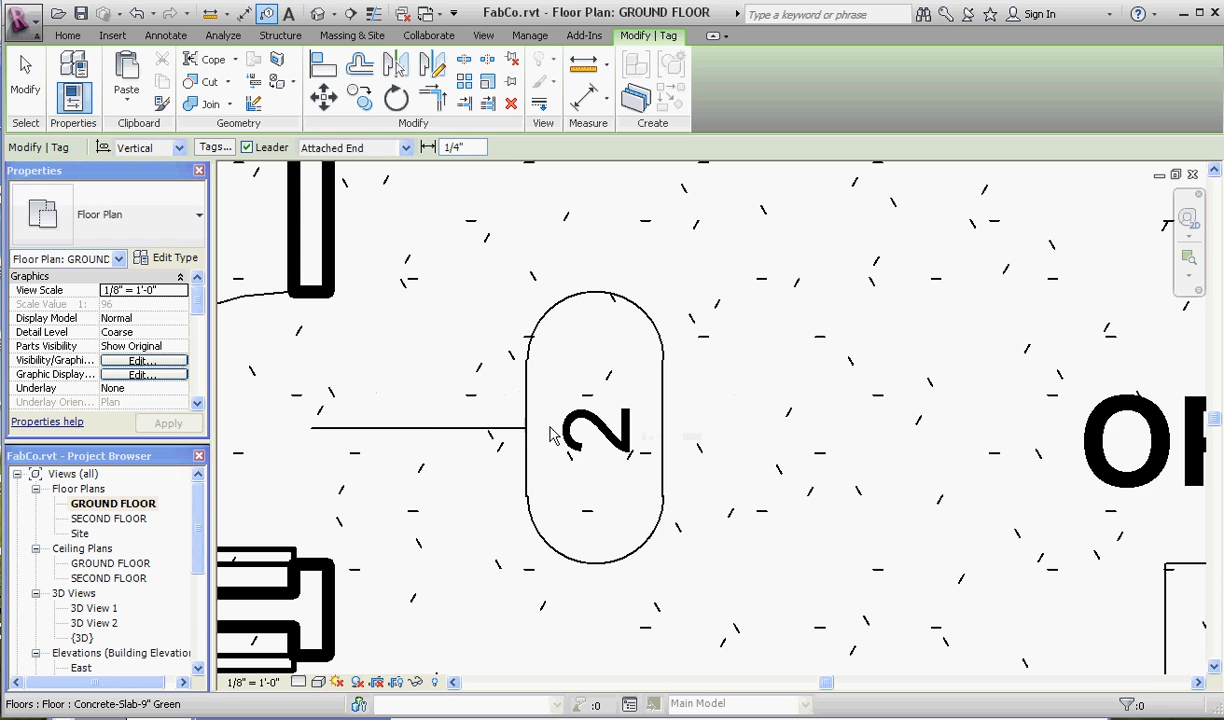 FabCo.rvt - Floor Plan: GROUND FLOOR
Type a keyword or phrase
Sign In
Home
Insert
Annotate
Analyze
Structure
Massing & Site
Collaborate
View
Manage
Add-Ins
Modify | Tag
Modify
Paste
Cope
Cut
Join
Select
Properties
Clipboard
Geometry
Modify
View
Measure
Create
Modify | Tag
Vertical
Tags...
Leader
Attached End
1/4"
Properties
Floor Plan
Floor Plan: GROUND
Edit Type
Graphics
View Scale 1/8" = 1'-0"
Scale Value 1: 96
Display Model Normal
Detail Level Coarse
Parts Visibility Show Original
Visibility/Graphi... Edit...
Graphic Display... Edit...
Underlay None
Underlay Orien... Plan
Properties help
Apply
FabCo.rvt - Project Browser
Views (all)
Floor Plans
GROUND FLOOR
SECOND FLOOR
Site
Ceiling Plans
GROUND FLOOR
SECOND FLOOR
3D Views
3D View 1
3D View 2
{3D}
Elevations (Building Elevatio
East
2
2D
1/8" = 1'-0"
Floors : Floor : Concrete-Slab-9" Green
:0
Main Model
:0